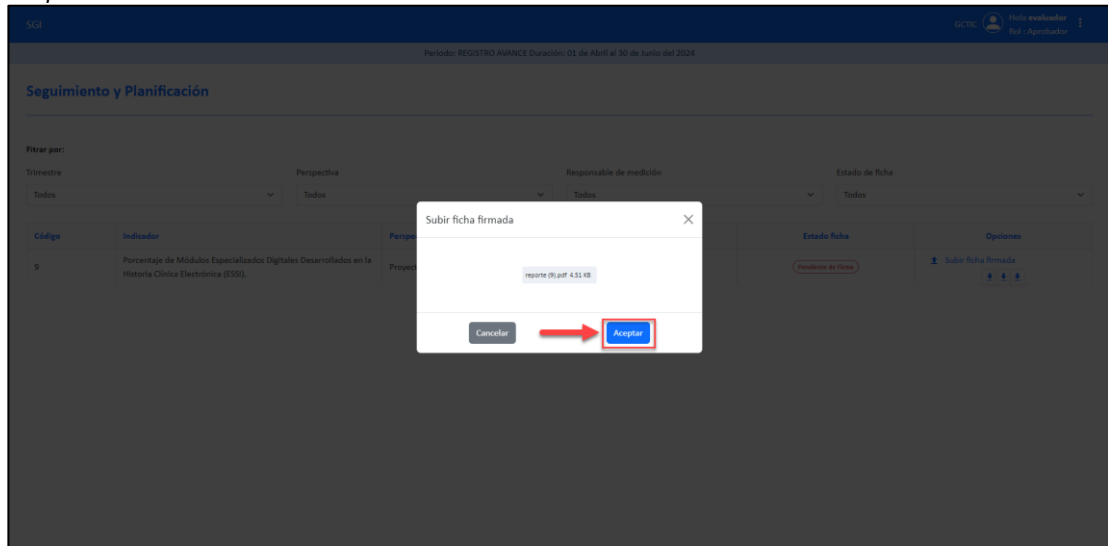 SGI
GCTIC
Hola evaluador
Rol : Aprobador
Periodo: REGISTRO AVANCE Duración: 01 de Abril al 30 de Junio del 2024
Seguimiento y Planificación
Fitrar por:
Trimestre
Perspectiva
Responsable de medición
Estado de ficha
Todos
Todos
Todos
Todos
Subir ficha firmada
Código
Indicador
Perspe
Estado ficha
Opciones
9
Porcentaje de Módulos Especializados Digitales Desarrollados en la
Historia Clínica Electrónica (ESSI).
Proyec
reporte (9).pdf 4.51 KB
Pendiente de Firma
Subir ficha firmada
Cancelar
Aceptar